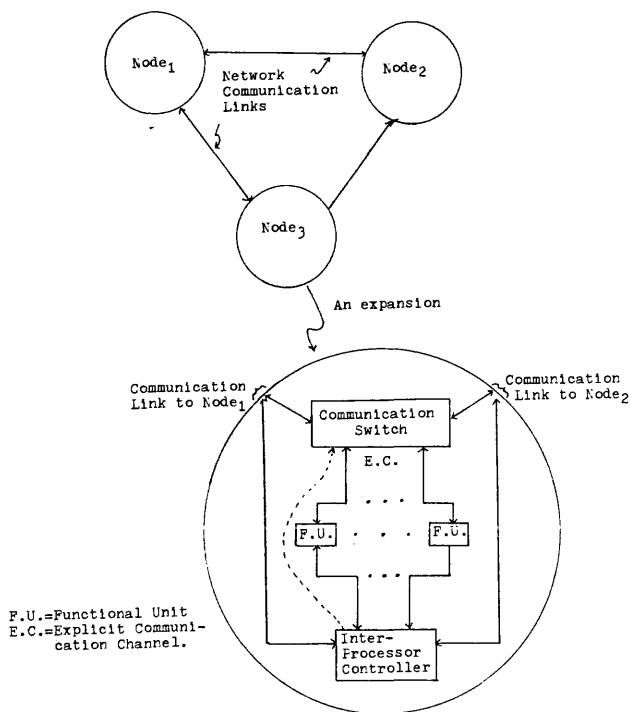 Node₁
Node₂
Network
Communication
Links
Node₃
An expansion
Communication
Link to Node₁
Communication
Link to Node₂
Communication
Switch
E.C.
F.U.
F.U.
Inter-
Processor
Controller
F.U.=Functional Unit
E.C.=Explicit Communi-
cation Channel.